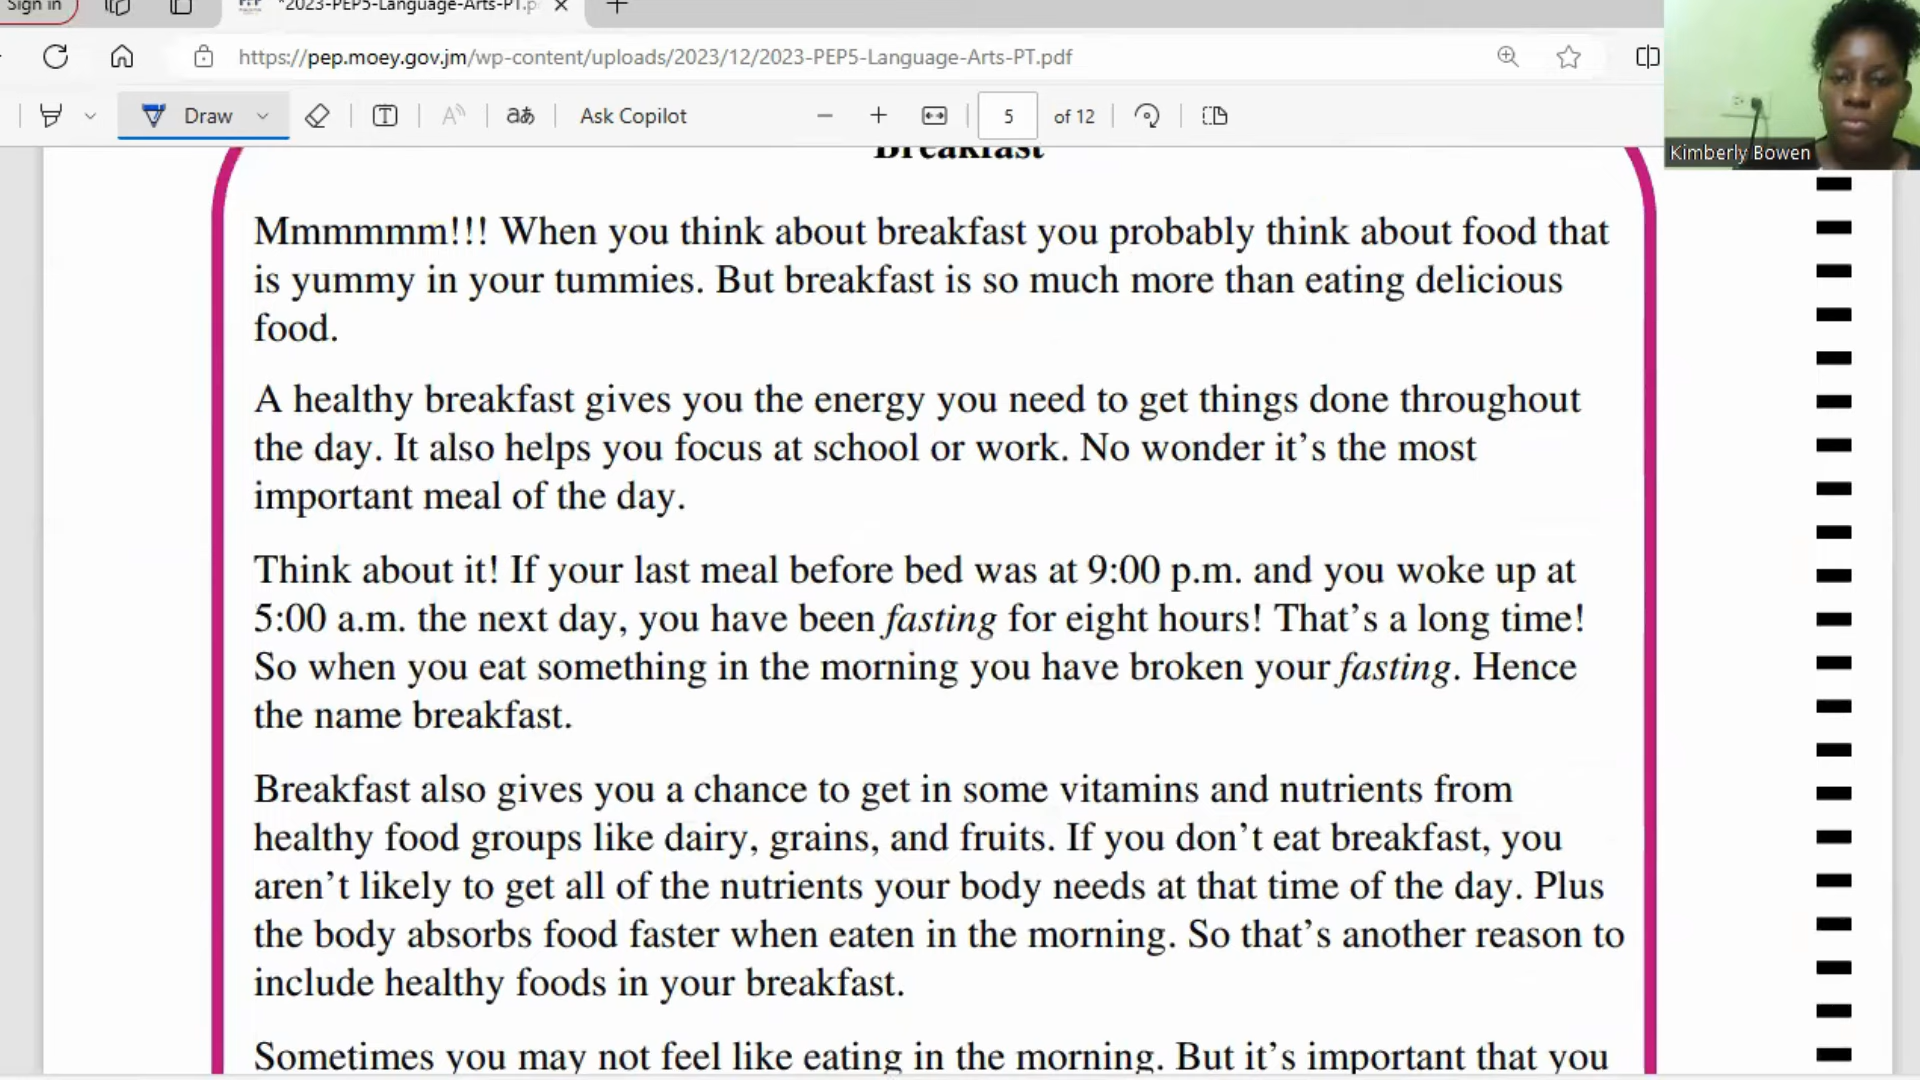 Sign in
*2023-PEP5-Language-Arts-PT.p
https://pep.moey.gov.jm/wp-content/uploads/2023/12/2023-PEP5-Language-Arts-PT.pdf
Draw
aあ
Ask Copilot
5 of 12
Kimberly Bowen
Breakfast
Mmmmmm!!! When you think about breakfast you probably think about food that
is yummy in your tummies. But breakfast is so much more than eating delicious
food.
A healthy breakfast gives you the energy you need to get things done throughout
the day. It also helps you focus at school or work. No wonder it’s the most
important meal of the day.
Think about it! If your last meal before bed was at 9:00 p.m. and you woke up at
5:00 a.m. the next day, you have been fasting for eight hours! That’s a long time!
So when you eat something in the morning you have broken your fasting. Hence
the name breakfast.
Breakfast also gives you a chance to get in some vitamins and nutrients from
healthy food groups like dairy, grains, and fruits. If you don’t eat breakfast, you
aren’t likely to get all of the nutrients your body needs at that time of the day. Plus
the body absorbs food faster when eaten in the morning. So that’s another reason to
include healthy foods in your breakfast.
Sometimes you may not feel like eating in the morning. But it’s important that you